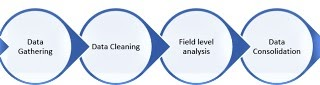 Data
Gathering
Data Cleaning
Field level
analysis
Data
Consolidation